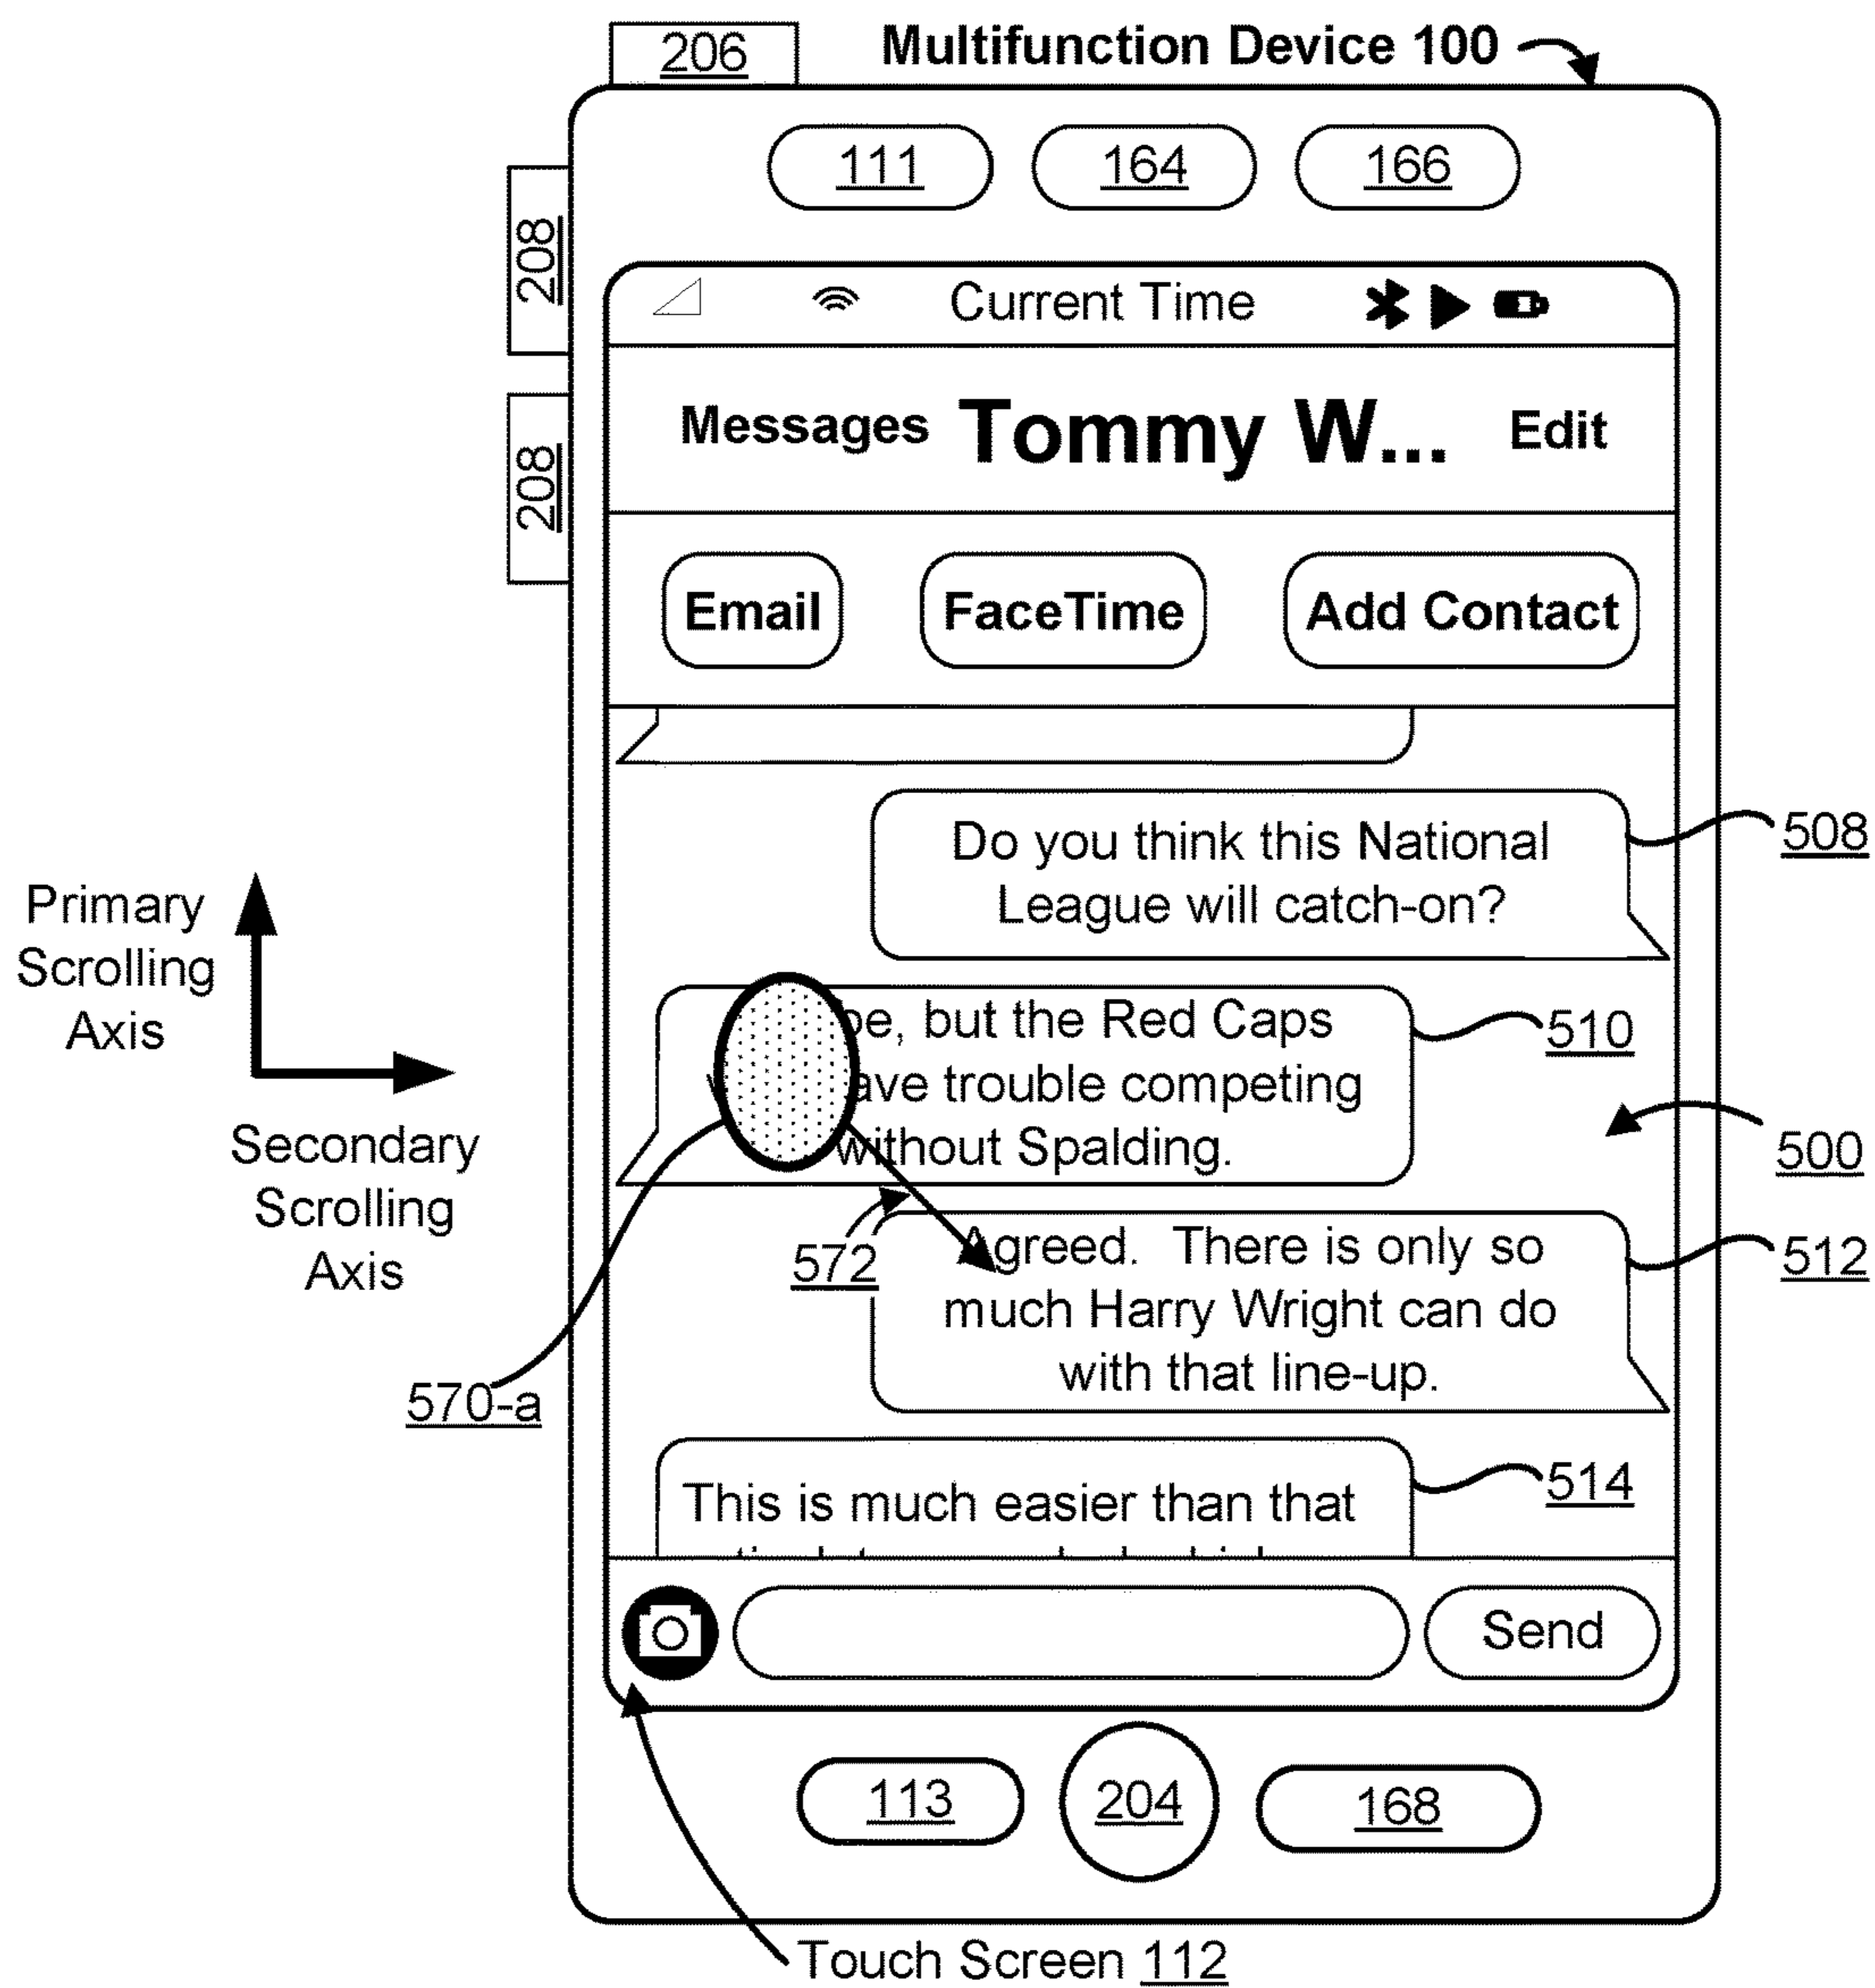 206
Multifunction Device 100
111
164
166
208
208
Current Time
Messages
Tommy W...
Edit
Email
FaceTime
Add Contact
Do you think this National
League will catch-on?
508
Primary
Scrolling
Axis
Secondary
Scrolling
Axis
be, but the Red Caps
ave trouble competing
without Spalding.
510
500
572
Agreed. There is only so
much Harry Wright can do
with that line-up.
512
570-a
This is much easier than that
514
Send
113
204
168
Touch Screen 112